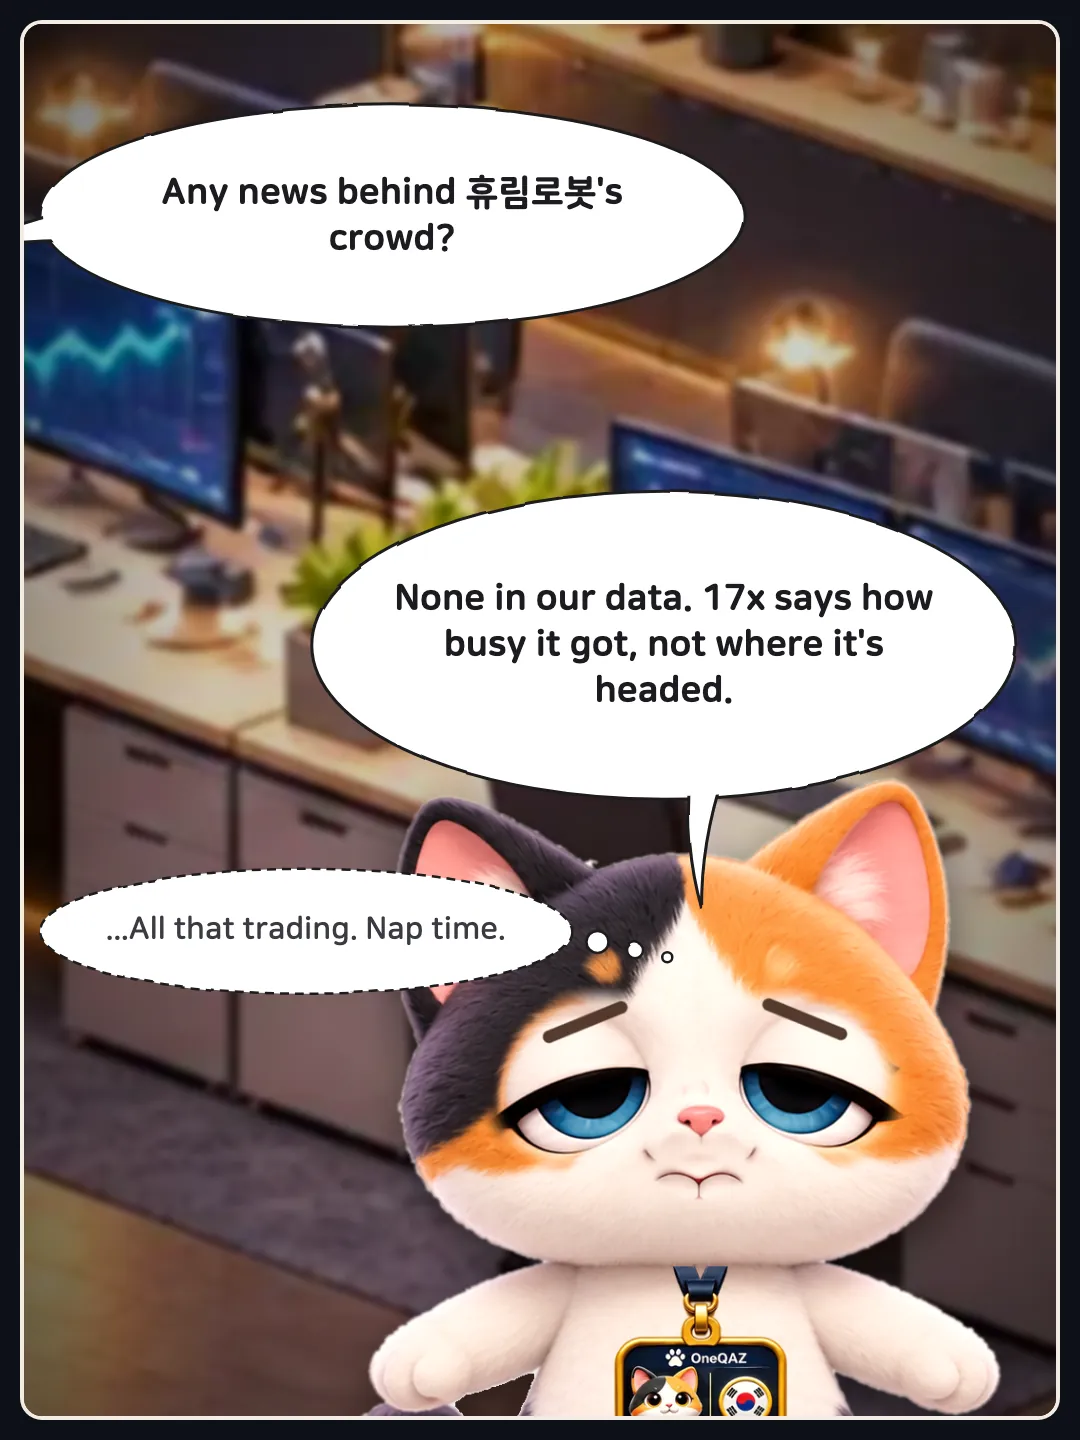 Any news behind 휴림로봇's
crowd?
None in our data. 17x says how
busy it got, not where it's
headed.
...All that trading. Nap time.
OneQAZ